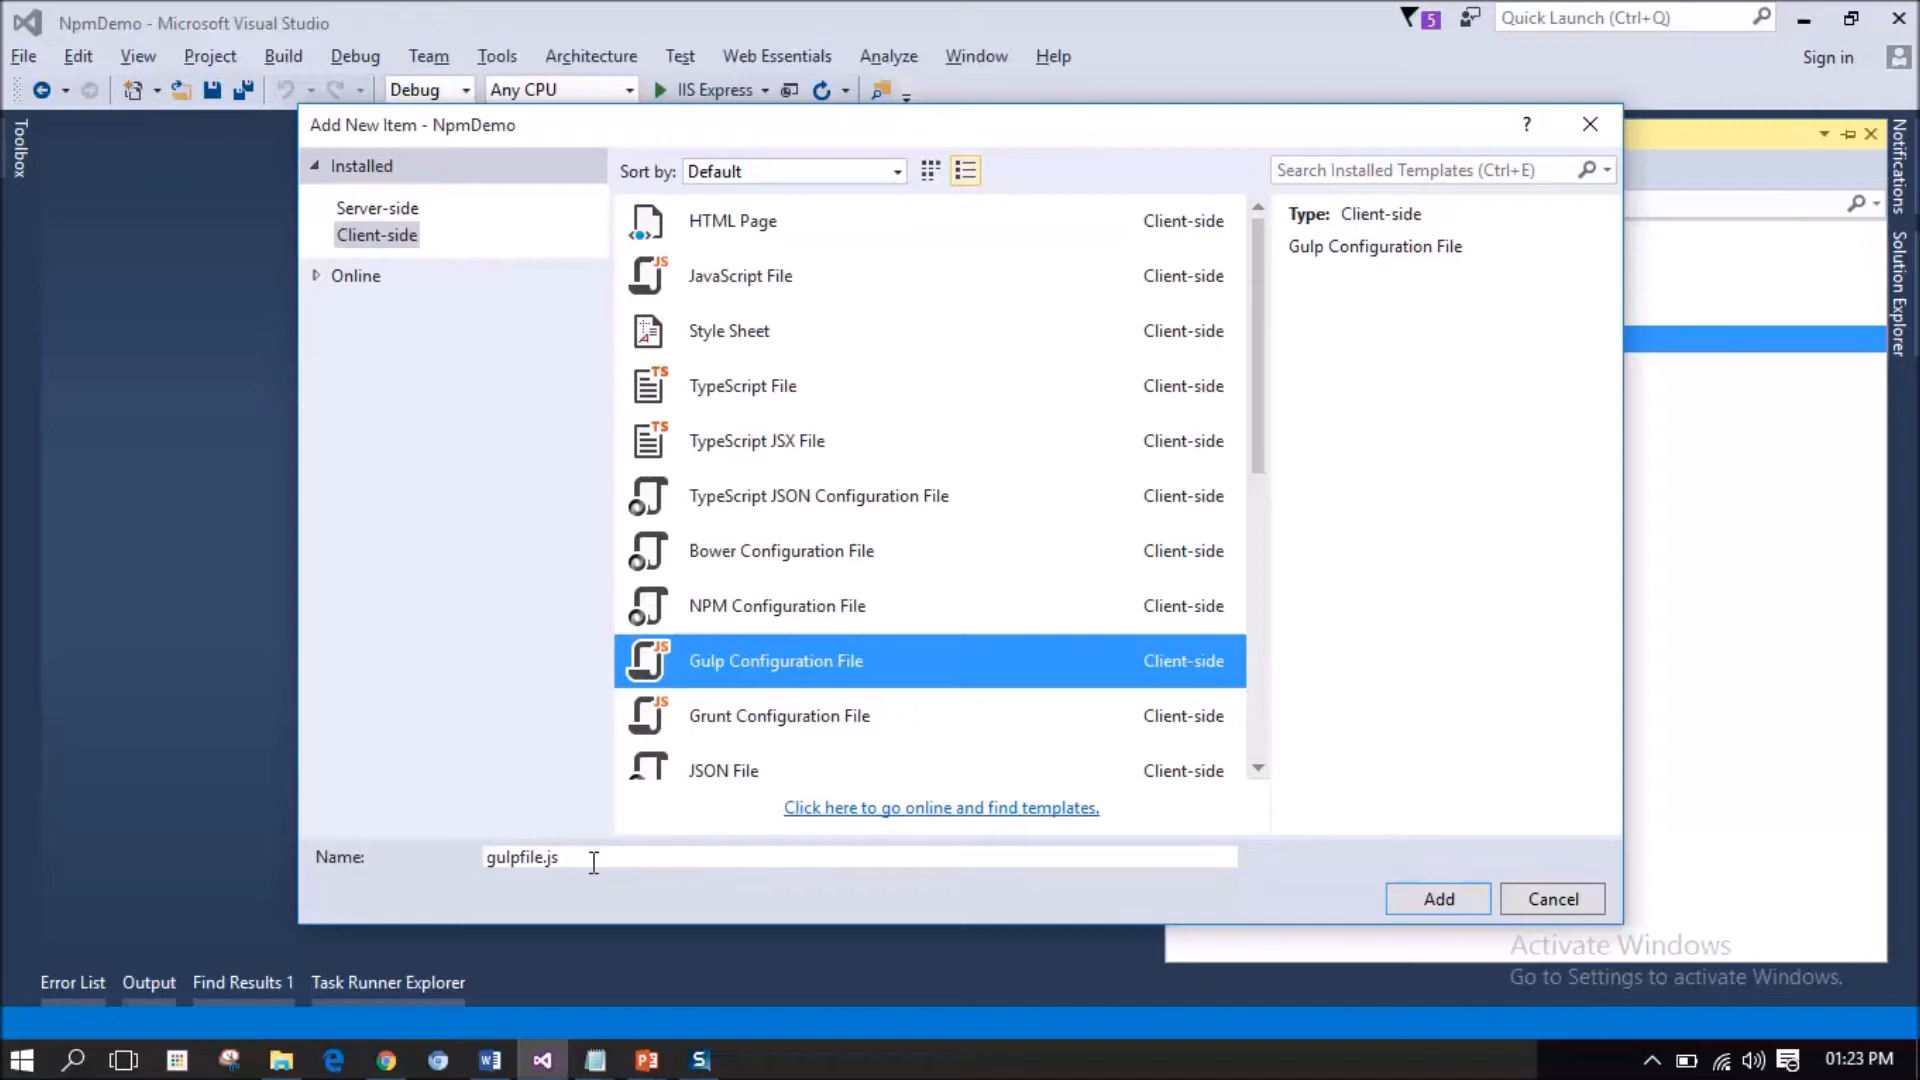 NpmDemo - Microsoft Visual Studio
5
Quick Launch (Ctrl+Q)
File Edit View Project Build Debug Team Tools Architecture Test Web Essentials Analyze Window Help
Sign in
Debug Any CPU IIS Express
Toolbox
Notifications
Solution Explorer
Add New Item - NpmDemo
?
Installed
Server-side
Client-side
Online
Sort by: Default
Search Installed Templates (Ctrl+E)
HTML Page Client-side
JS
JavaScript File Client-side
Style Sheet Client-side
TS
TypeScript File Client-side
TS
TypeScript JSX File Client-side
TypeScript JSON Configuration File Client-side
Bower Configuration File Client-side
NPM Configuration File Client-side
JS
Gulp Configuration File Client-side
JS
Grunt Configuration File Client-side
JSON File Client-side
Click here to go online and find templates.
Type: Client-side
Gulp Configuration File
Name: gulpfile.js
Add Cancel
Activate Windows
Go to Settings to activate Windows.
Error List Output Find Results 1 Task Runner Explorer
01:23 PM